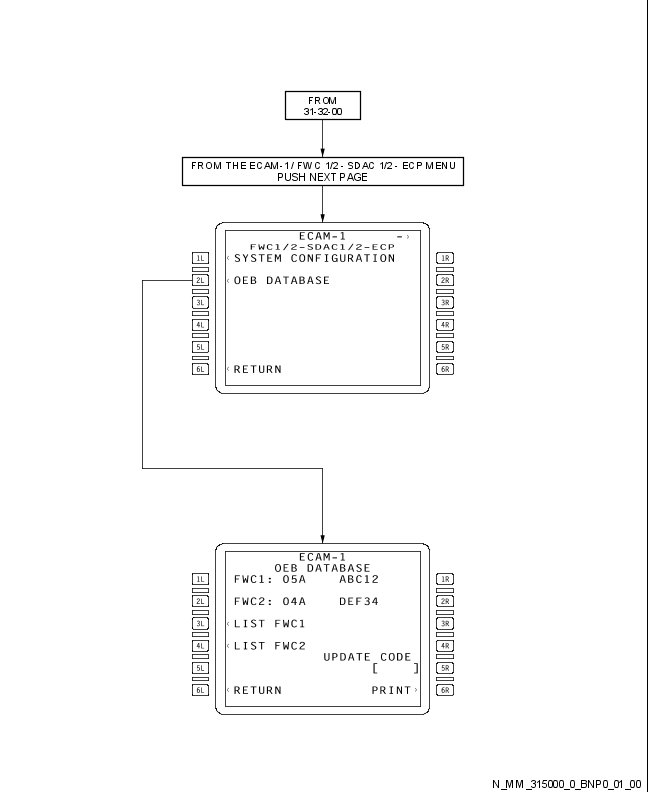 FROM
31-32-00
FROM THE ECAM-1/ FWC 1/2- SDAC 1/2- ECP MENU
PUSH NEXT PAGE
ECAM-1 –›
FWC1/2-SDAC1/2-ECP
1L ‹ SYSTEM CONFIGURATION 1R
2L ‹ OEB DATABASE 2R
3L 3R
4L 4R
5L 5R
6L ‹ RETURN 6R
ECAM-1
OEB DATABASE
1L FWC1: 05A ABC12 1R
2L FWC2: 04A DEF34 2R
3L ‹ LIST FWC1 3R
4L ‹ LIST FWC2 4R
UPDATE CODE
5L [ ] 5R
6L ‹ RETURN PRINT › 6R
N_MM_315000_0_BNP0_01_00